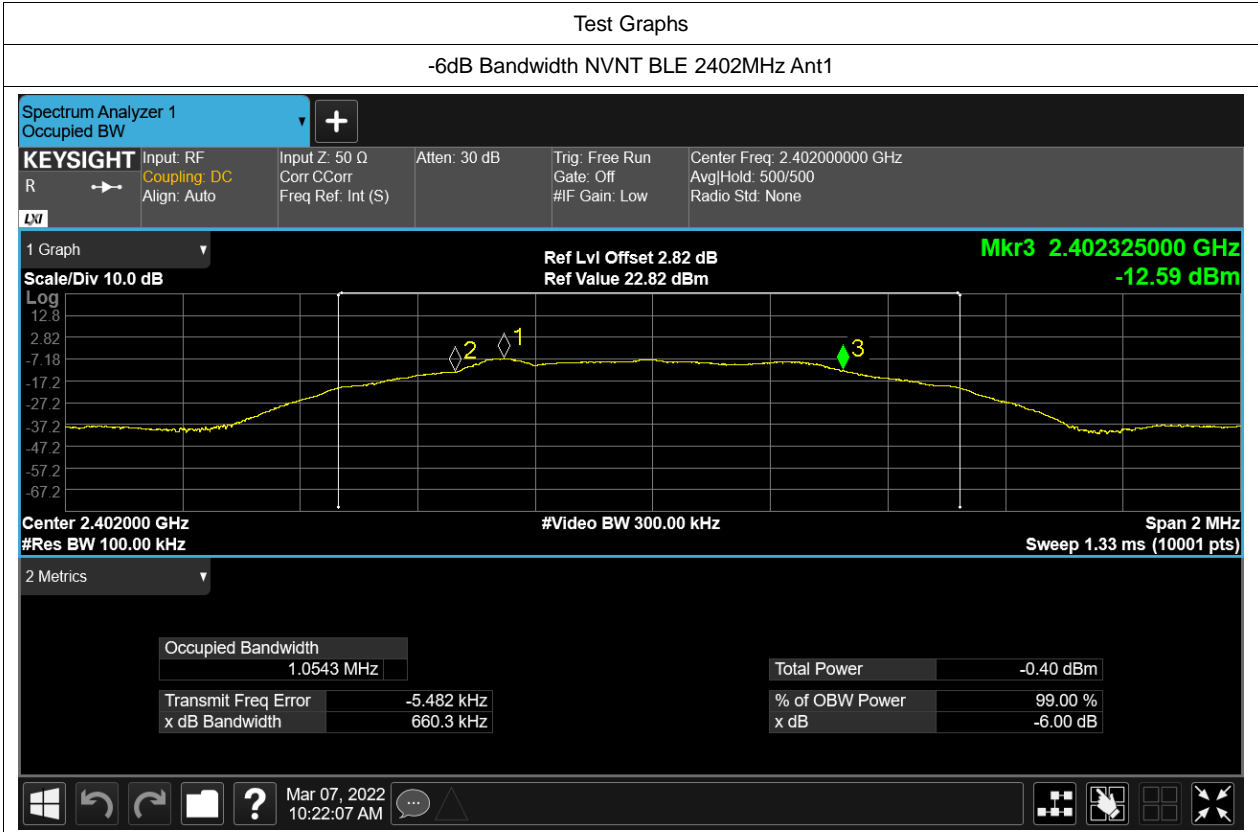 Test Graphs
-6dB Bandwidth NVNT BLE 2402MHz Ant1
Spectrum Analyzer 1
Occupied BW
KEYSIGHT Input: RF Input Z: 50 Ω Atten: 30 dB Trig: Free Run Center Freq: 2.402000000 GHz
R Coupling: DC Corr CCorr Gate: Off Avg|Hold: 500/500
Align: Auto Freq Ref: Int (S) #IF Gain: Low Radio Std: None
LXI
1 Graph Ref Lvl Offset 2.82 dB Mkr3 2.402325000 GHz
Scale/Div 10.0 dB Ref Value 22.82 dBm -12.59 dBm
Log
12.8
2.82
-7.18
-17.2
-27.2
-37.2
-47.2
-57.2
-67.2
2 1 3
Center 2.402000 GHz #Video BW 300.00 kHz Span 2 MHz
#Res BW 100.00 kHz Sweep 1.33 ms (10001 pts)
2 Metrics
Occupied Bandwidth
1.0543 MHz Total Power -0.40 dBm
Transmit Freq Error -5.482 kHz % of OBW Power 99.00 %
x dB Bandwidth 660.3 kHz x dB -6.00 dB
Mar 07, 2022
10:22:07 AM